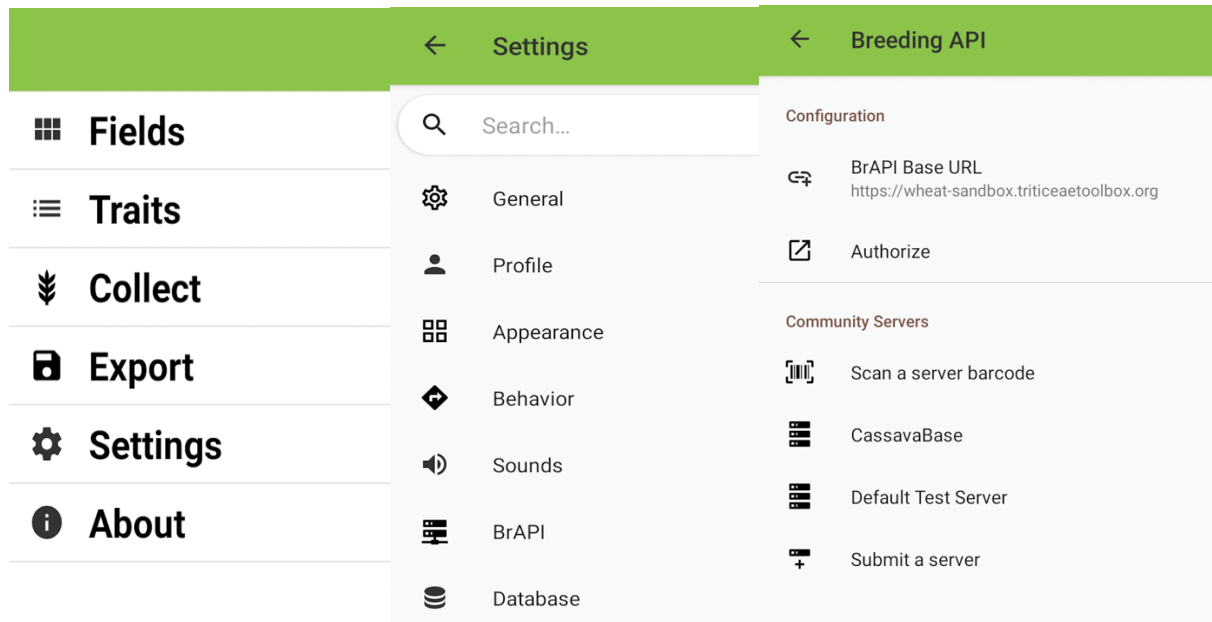 Fields
Traits
Collect
Export
Settings
About
Settings
Search...
General
Profile
Appearance
Behavior
Sounds
BrAPI
Database
Breeding API
Configuration
BrAPI Base URL
https://wheat-sandbox.triticeaetoolbox.org
Authorize
Community Servers
Scan a server barcode
CassavaBase
Default Test Server
Submit a server